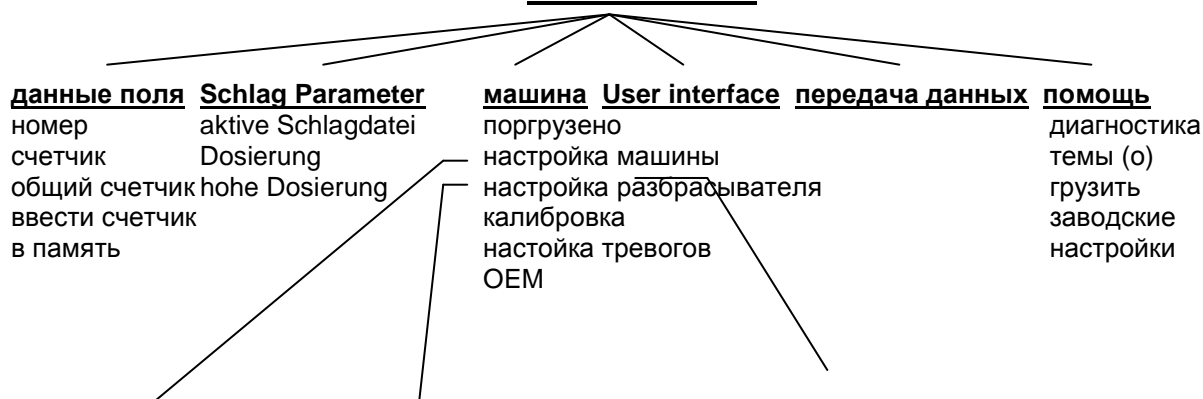 данные поля
номер
счетчик
общий счетчик
ввести счетчик
в память
Schlag Parameter
aktive Schlagdatei
Dosierung
hohe Dosierung
машина
поргрузено
настройка машины
настройка разбрасывателя
калибровка
настойка тревогов
OEM
User interface
передача данных
помощь
диагностика
темы (о)
грузить
заводские
настройки